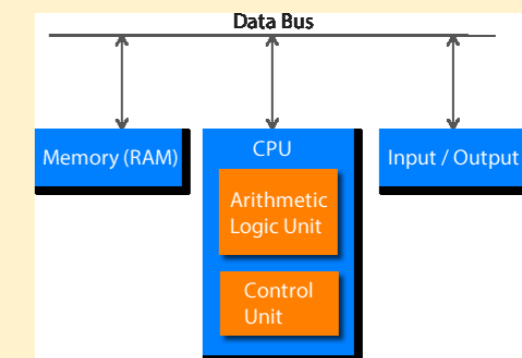 Data Bus
Memory (RAM)
CPU
Input / Output
Arithmetic
Logic Unit
Control
Unit